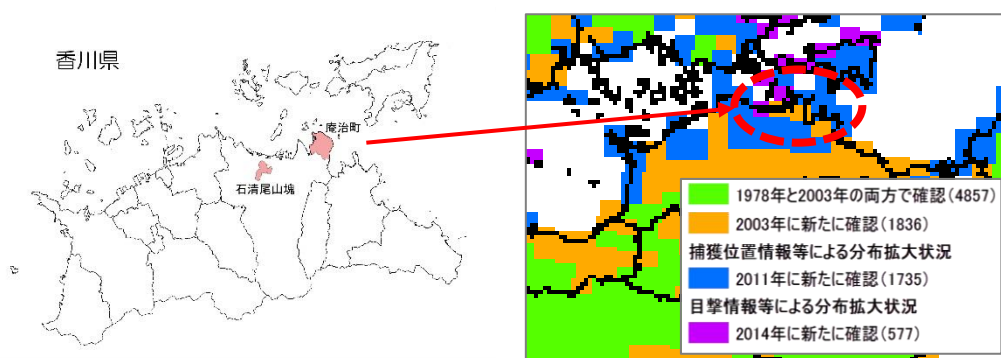 香川県
庵治町
石清尾山塊
1978年と2003年の両方で確認(4857)
2003年に新たに確認(1836)
捕獲位置情報等による分布拡大状況
2011年に新たに確認(1735)
目撃情報等による分布拡大状況
2014年に新たに確認(577)